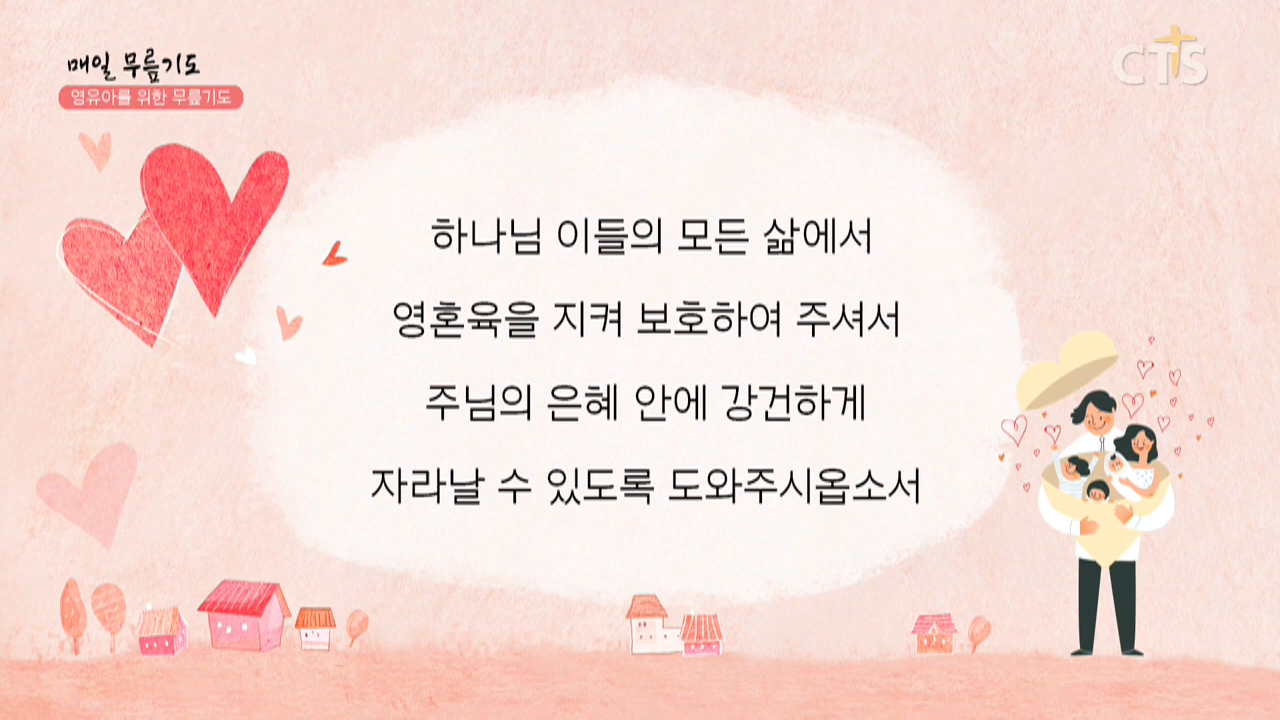 매일 무릎기도
영유아를 위한 무릎기도
CTS
하나님 이들의 모든 삶에서
영혼육을 지켜 보호하여 주셔서
주님의 은혜 안에 강건하게
자라날 수 있도록 도와주시옵소서